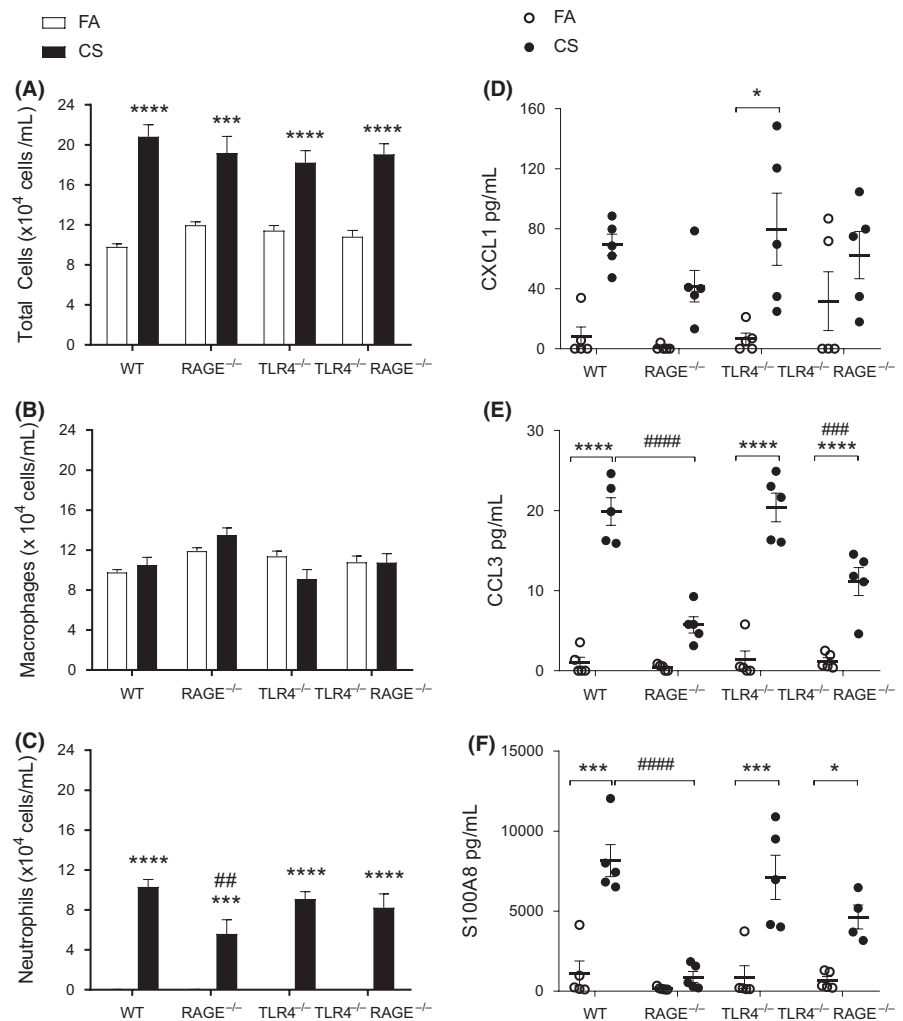 FA
CS
FA
CS
(A)
24
20
16
12
8
4
0
Total Cells (x10⁴ cells /mL)
****
***
****
****
WT
RAGE⁻/⁻
TLR4⁻/⁻
TLR4⁻/⁻ RAGE⁻/⁻
(B)
24
20
16
12
8
4
0
Macrophages (x 10⁴ cells/mL)
WT
RAGE⁻/⁻
TLR4⁻/⁻
TLR4⁻/⁻ RAGE⁻/⁻
(C)
24
20
16
12
8
4
0
Neutrophils (x10⁴ cells/mL)
****
##
***
****
****
WT
RAGE⁻/⁻
TLR4⁻/⁻
TLR4⁻/⁻ RAGE⁻/⁻
(D)
160
120
80
40
0
CXCL1 pg/mL
*
WT
RAGE⁻/⁻
TLR4⁻/⁻
TLR4⁻/⁻ RAGE⁻/⁻
(E)
30
20
10
0
CCL3 pg/mL
****
####
****
###
****
WT
RAGE⁻/⁻
TLR4⁻/⁻
TLR4⁻/⁻ RAGE⁻/⁻
(F)
15000
10000
5000
0
S100A8 pg/mL
***
####
***
*
WT
RAGE⁻/⁻
TLR4⁻/⁻
TLR4⁻/⁻ RAGE⁻/⁻